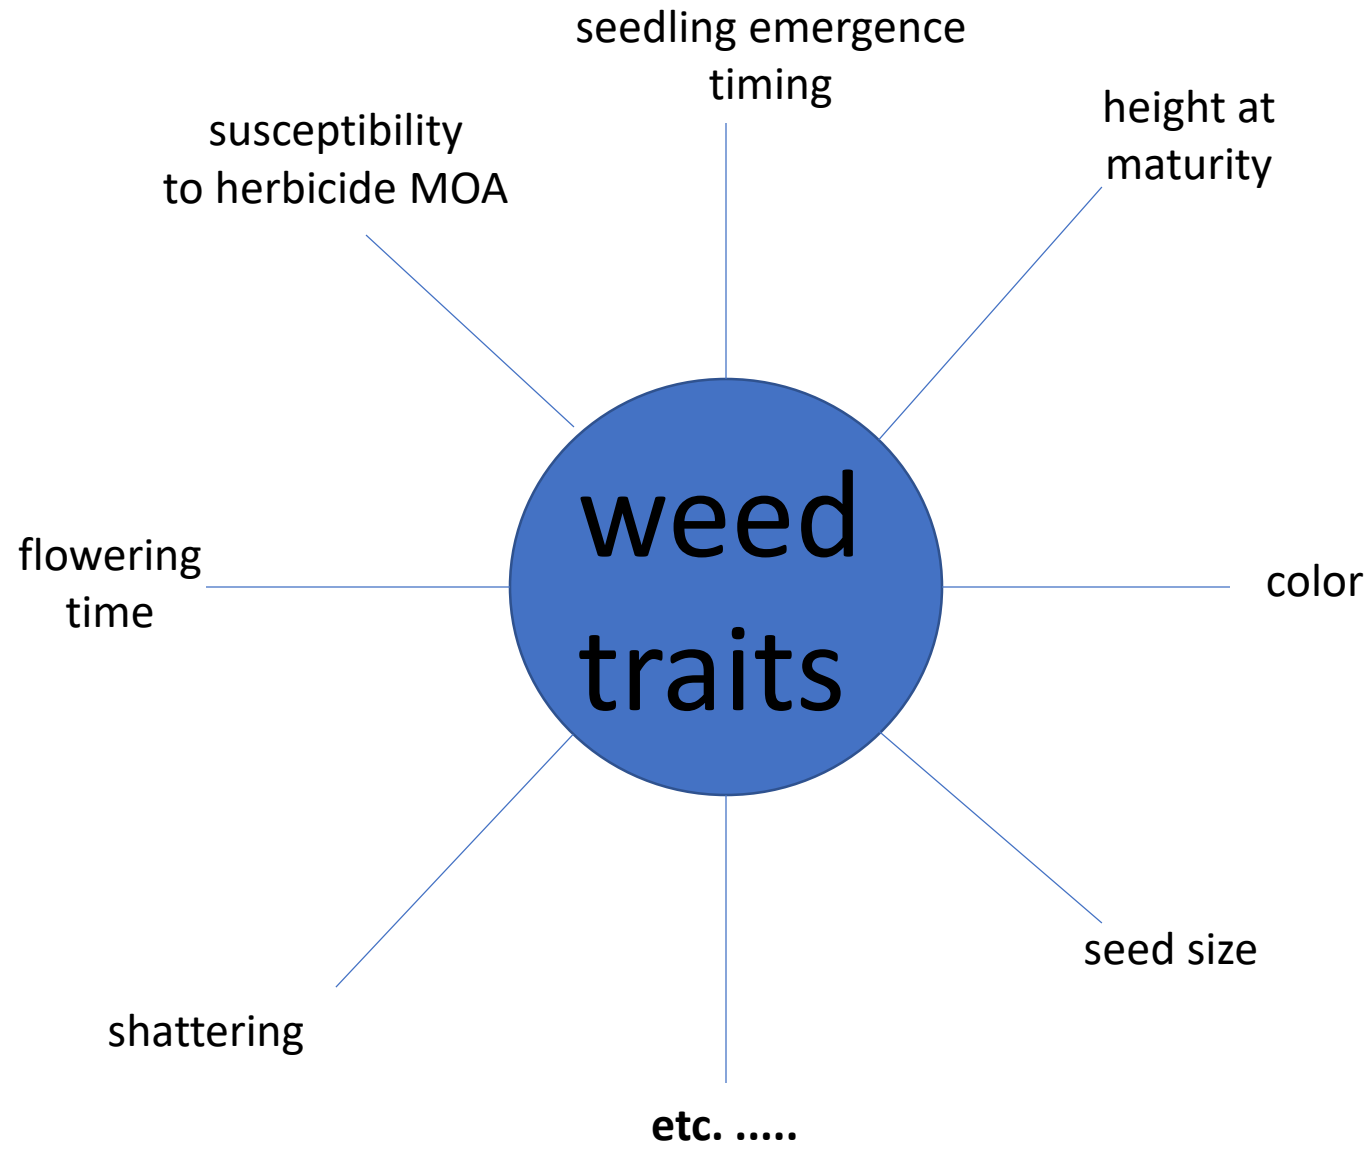 seedling emergence
timing
height at
maturity
susceptibility
to herbicide MOA
weed
traits
flowering
time
color
seed size
shattering
etc. .....